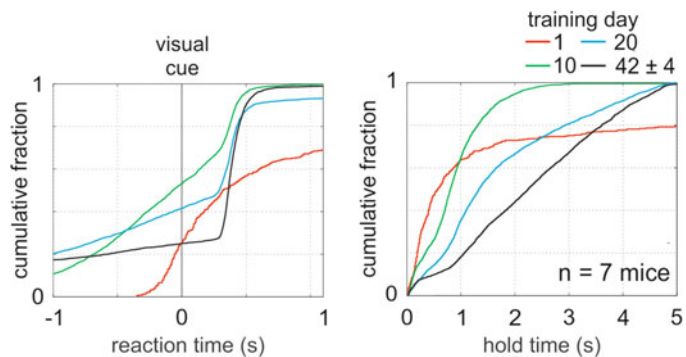 training day
1 20
10 42 ± 4
visual
cue
1
cumulative fraction
0
-1 0 1
reaction time (s)
1
cumulative fraction
n = 7 mice
0
0 1 2 3 4 5
hold time (s)